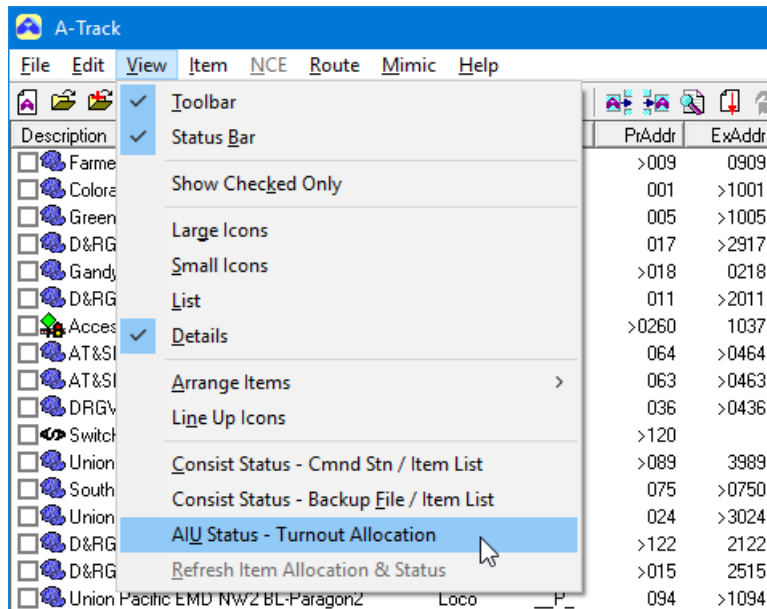 A-Track
File Edit View Item NCE Route Mimic Help
Toolbar
Description PrAddr ExAddr
Status Bar
Farme >009 0909
Colora 001 >1001
Show Checked Only
Green 005 >1005
Large Icons
D&RG 017 >2917
Small Icons
Gandy >018 0218
List
D&RG 011 >2011
Acces >0260 1037
Details
AT&SI 064 >0464
Arrange Items >
AT&SI 063 >0463
Line Up Icons
DRGV 036 >0436
Switch >120
Consist Status - Cmnd Stn / Item List
Union >089 3989
Consist Status - Backup File / Item List
South 075 >0750
Union 024 >3024
AIU Status - Turnout Allocation
D&RG >122 2122
Refresh Item Allocation & Status
D&RG >015 2515
Union Pacific EMD NW2 BL-Paragon2 Loco __P_ 094 >1094